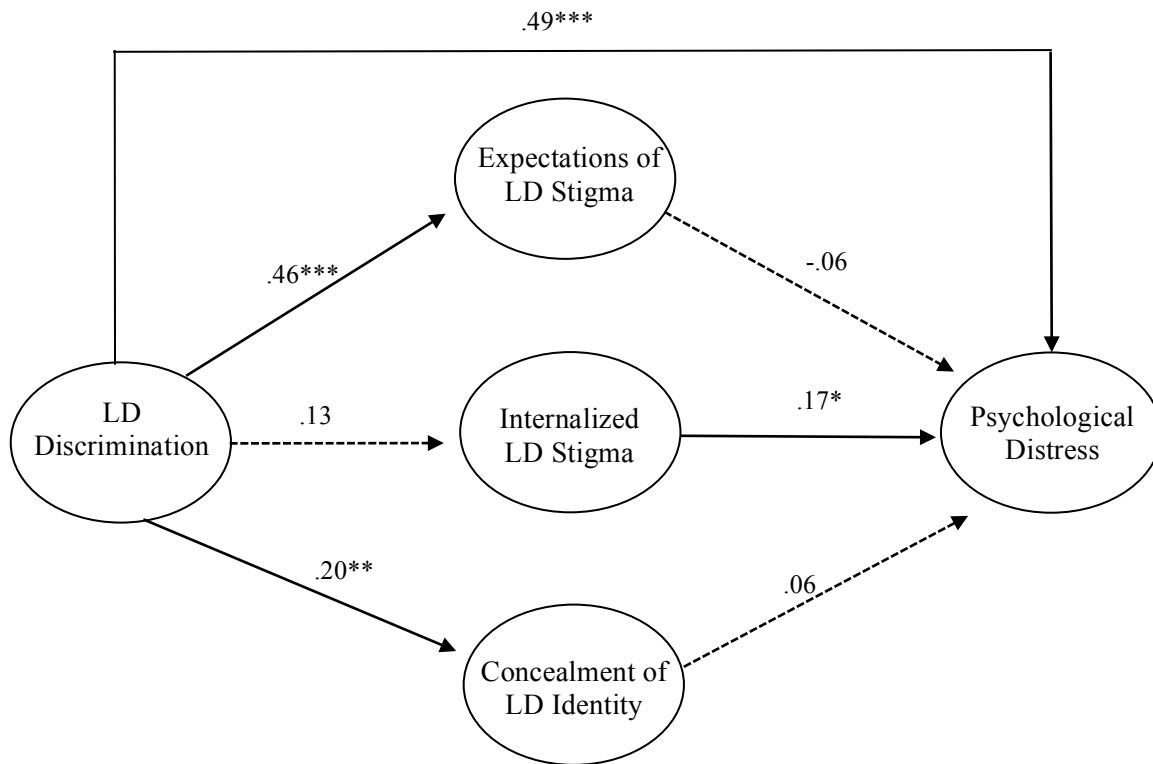 .49***
Expectations of
LD Stigma
.46***
-.06
LD
Discrimination
.13
Internalized
LD Stigma
.17*
Psychological
Distress
.20**
.06
Concealment of
LD Identity